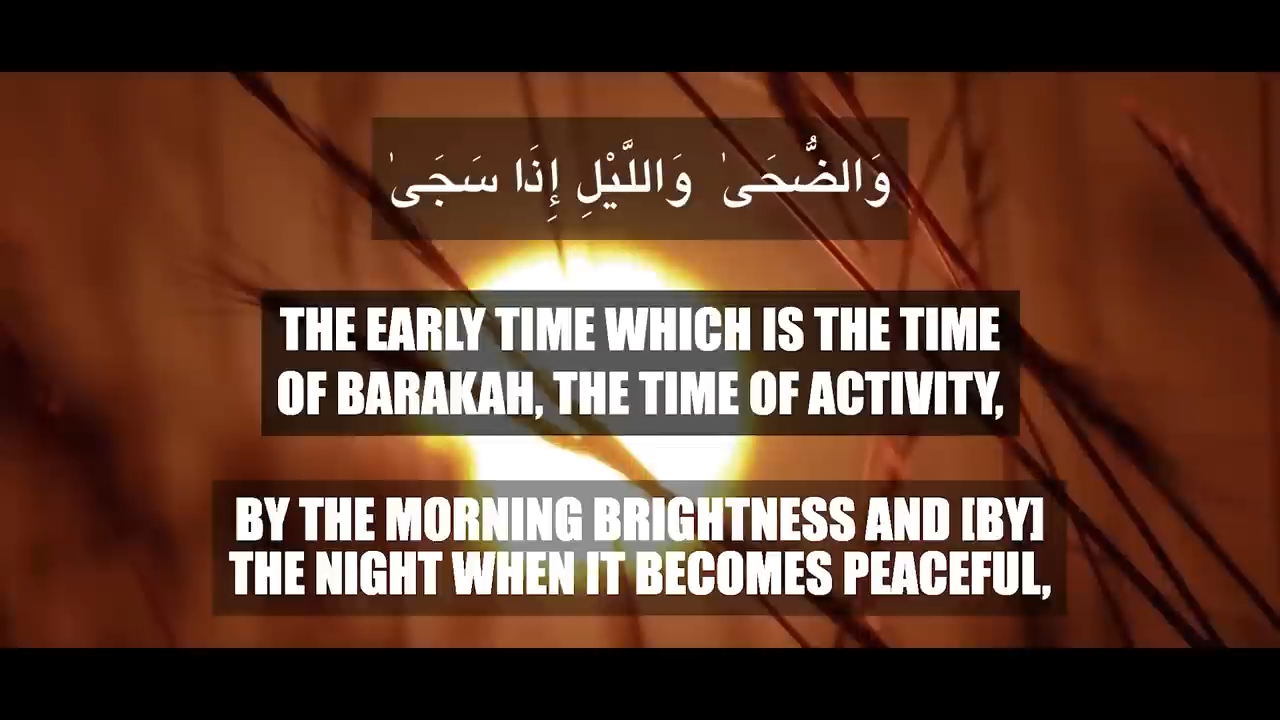 وَالضُّحَىٰ وَاللَّيْلِ إِذَا سَجَىٰ
THE EARLY TIME WHICH IS THE TIME
OF BARAKAH, THE TIME OF ACTIVITY,
BY THE MORNING BRIGHTNESS AND [BY]
THE NIGHT WHEN IT BECOMES PEACEFUL,